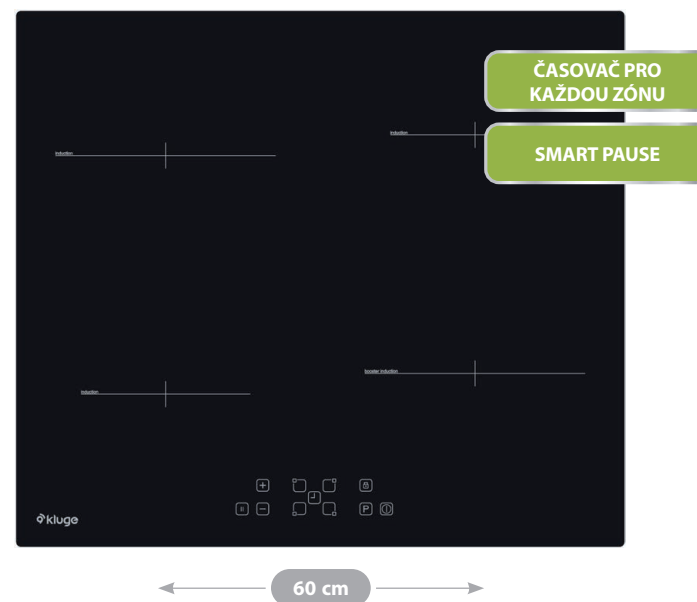 ČASOVAČ PRO
KAŽDOU ZÓNU
induction
induction
SMART PAUSE
booster induction
induction
P
kluge
60 cm